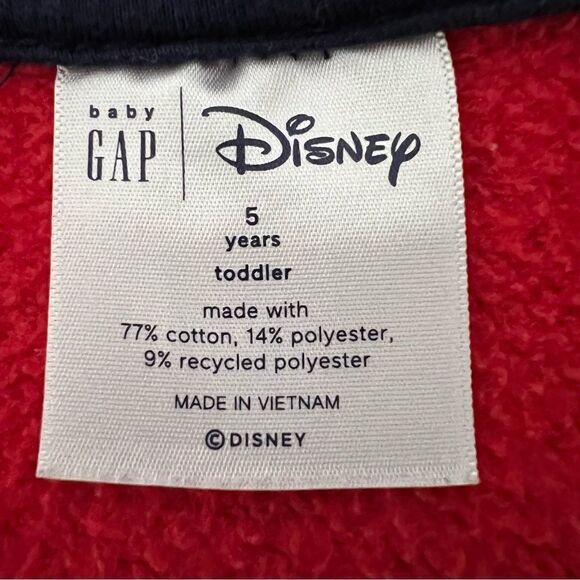 baby
GAP
Disney
5
years
toddler
made with
77% cotton, 14% polyester,
9% recycled polyester
MADE IN VIETNAM
©DISNEY